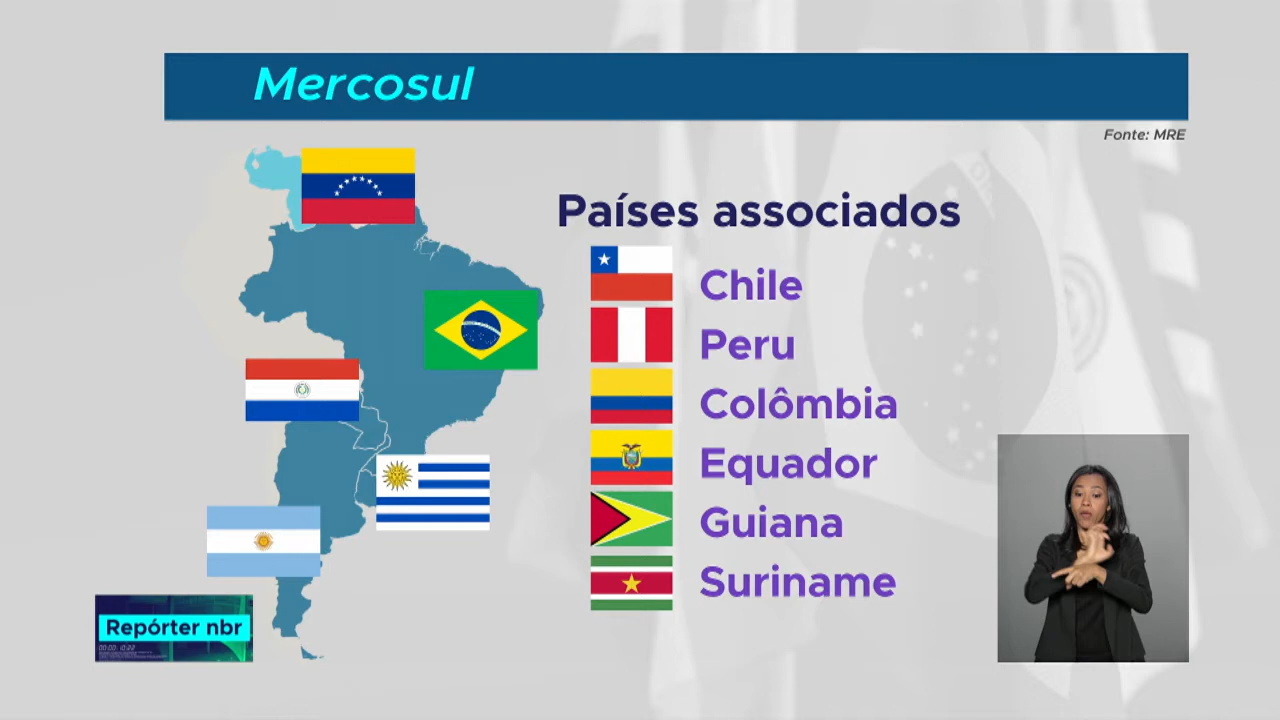 Mercosul
Fonte: MRE
Países associados
Chile
Peru
Colômbia
Equador
Guiana
Suriname
Repórter nbr